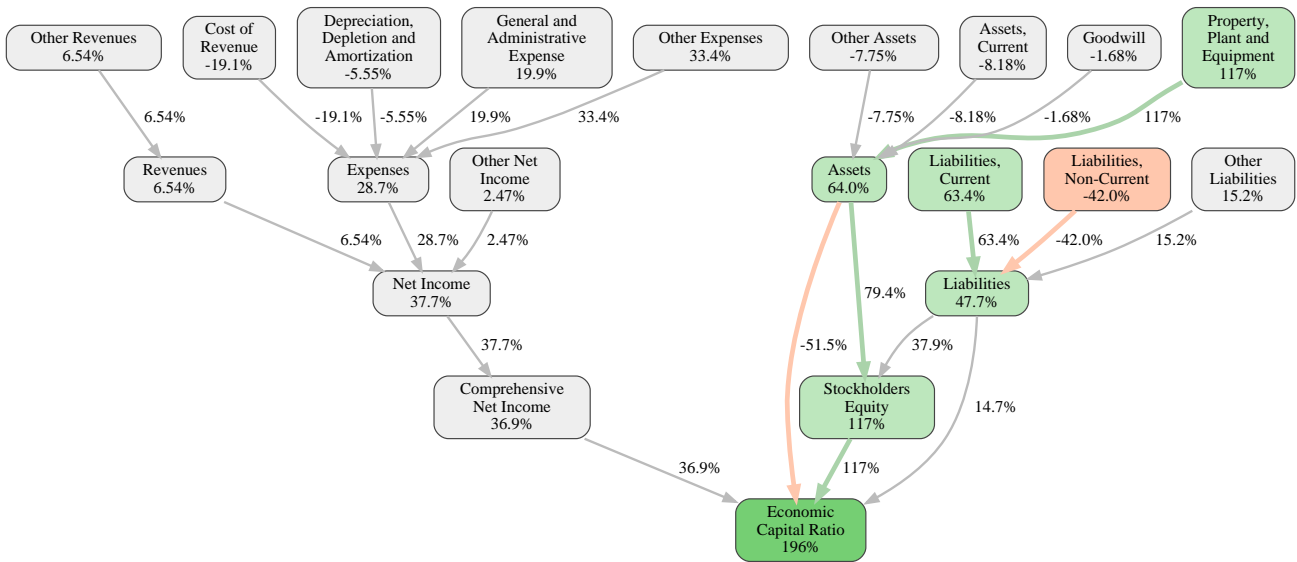 Other Revenues
6.54%
Cost of
Revenue
-19.1%
Depreciation,
Depletion and
Amortization
-5.55%
General and
Administrative
Expense
19.9%
Other Expenses
33.4%
Other Assets
-7.75%
Assets,
Current
-8.18%
Goodwill
-1.68%
Property,
Plant and
Equipment
117%
6.54%
-19.1%
-5.55%
19.9%
33.4%
-7.75%
-8.18%
-1.68%
117%
Revenues
6.54%
Expenses
28.7%
Other Net
Income
2.47%
Assets
64.0%
Liabilities,
Current
63.4%
Liabilities,
Non-Current
-42.0%
Other
Liabilities
15.2%
6.54%
28.7%
2.47%
63.4%
-42.0%
15.2%
Net Income
37.7%
79.4%
Liabilities
47.7%
37.7%
-51.5%
37.9%
Comprehensive
Net Income
36.9%
Stockholders
Equity
117%
14.7%
36.9%
117%
Economic
Capital Ratio
196%